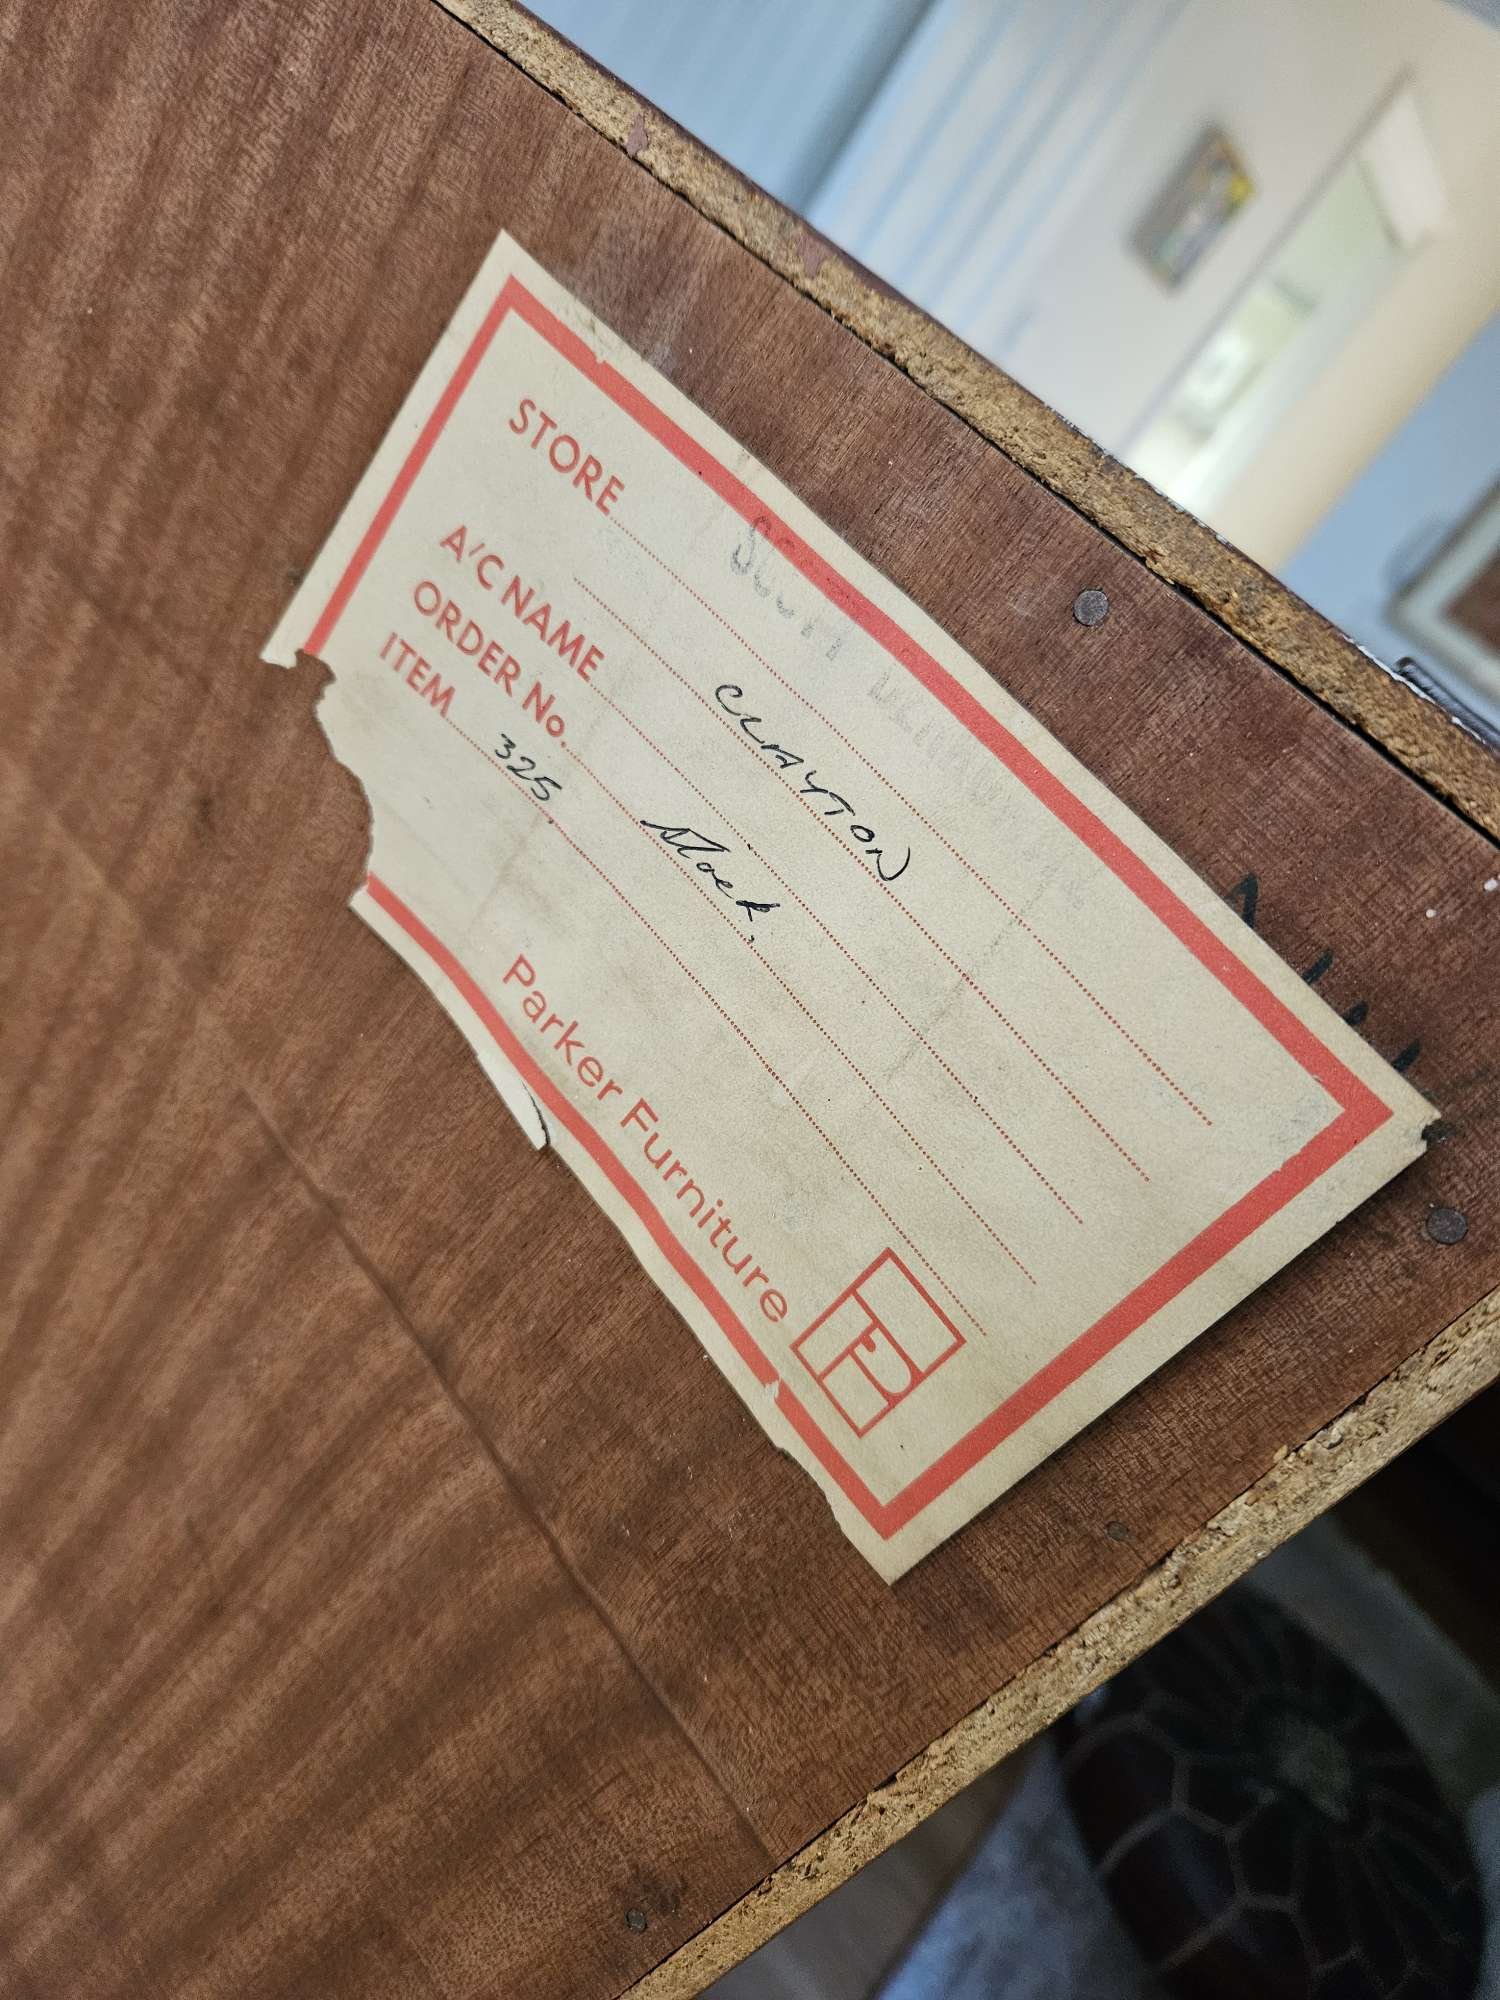 STORE
CLAYTON
A/C NAME
ORDER No. Stock.
ITEM 325
Parker Furniture